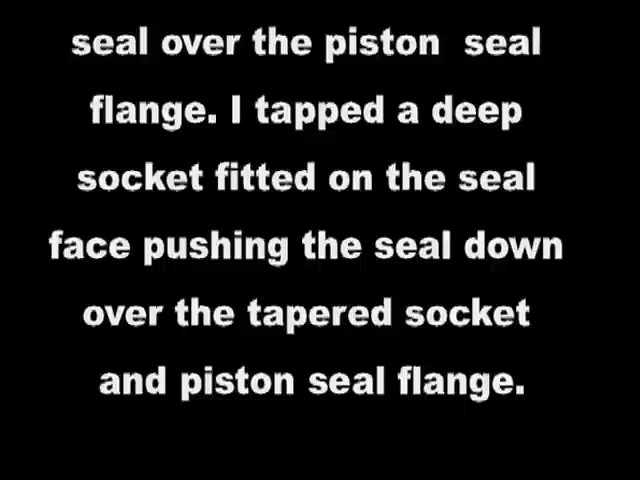 seal over the piston seal
flange. I tapped a deep
socket fitted on the seal
face pushing the seal down
over the tapered socket
and piston seal flange.